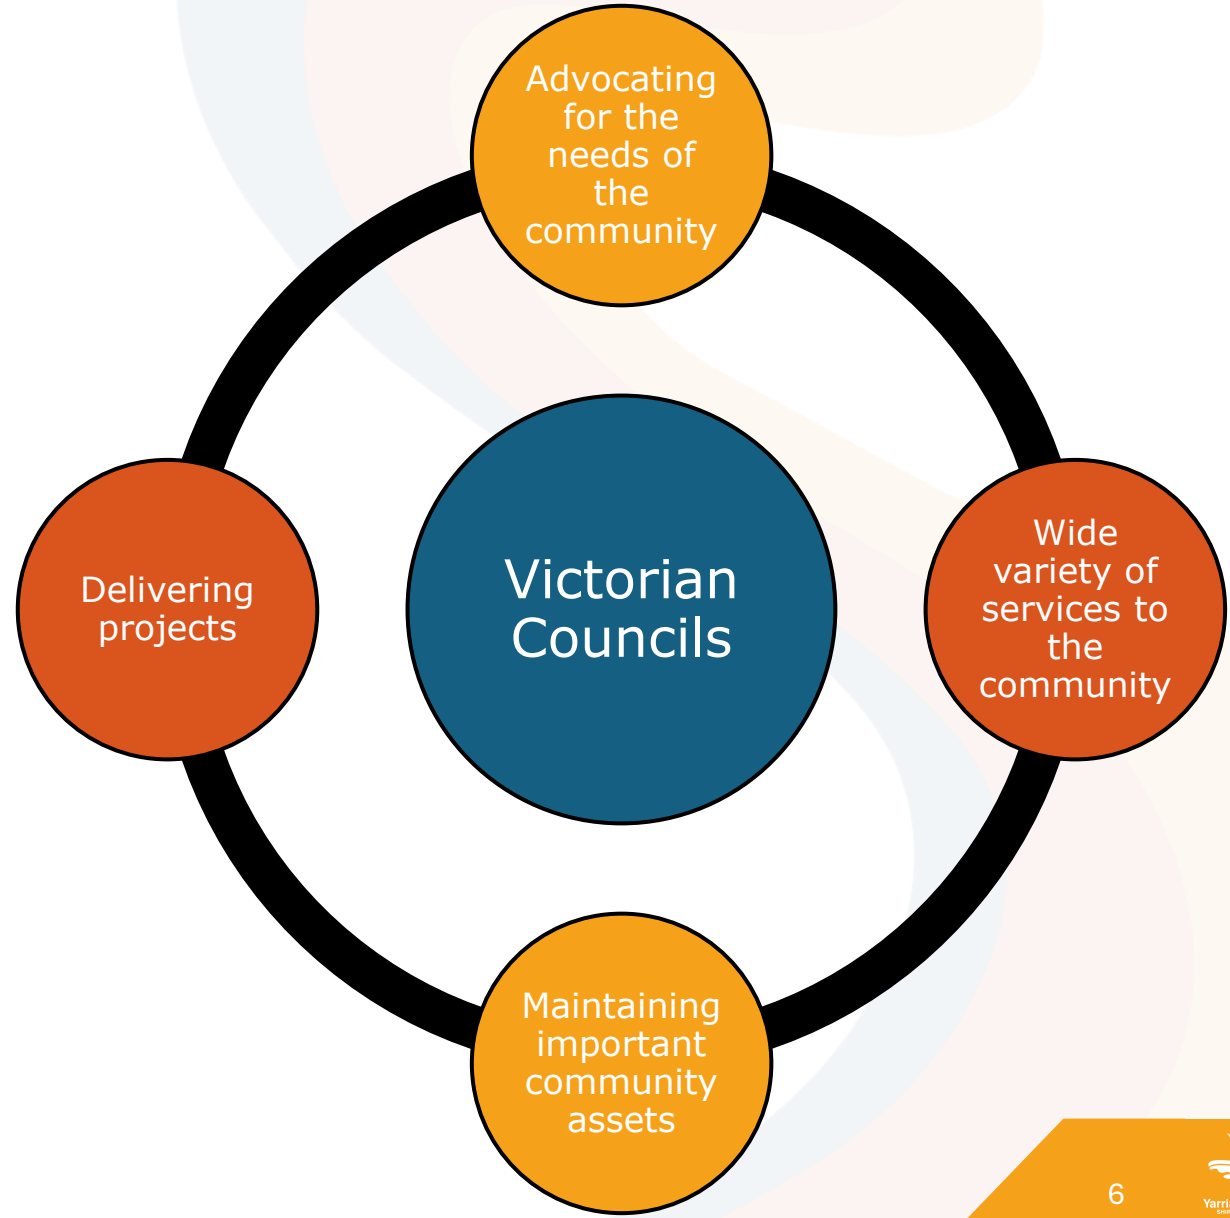 Advocating
for the
needs of
the
community
Wide
variety of
services to
the
community
Maintaining
important
community
assets
Delivering
projects
Victorian
Councils
6